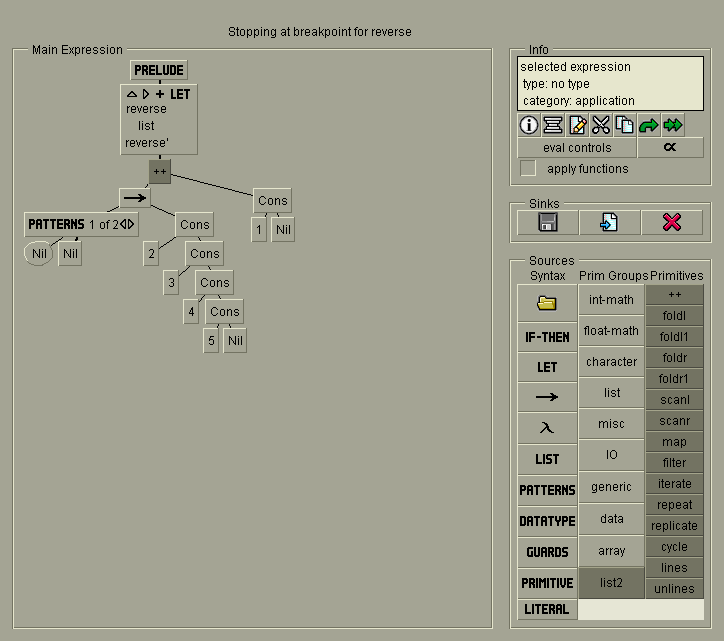 Stopping at breakpoint for reverse
Main Expression
PRELUDE
+ LET
reverse
list
reverse'
++
PATTERNS 1 of 2
Nil
Nil
Cons
2
Cons
3
Cons
4
Cons
5
Nil
Cons
1
Nil
Info
selected expression
type: no type
category: application
eval controls
∝
apply functions
Sinks
Sources
Syntax
IF-THEN
LET
→
λ
LIST
PATTERNS
DATATYPE
GUARDS
PRIMITIVE
LITERAL
Prim Groups
int-math
float-math
character
list
misc
IO
generic
data
array
list2
Primitives
++
foldl
foldl1
foldr
foldr1
scanl
scanr
map
filter
iterate
repeat
replicate
cycle
lines
unlines